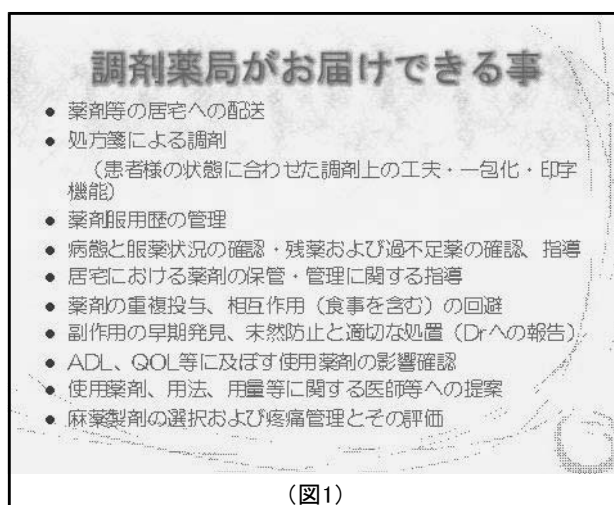 調剤薬局がお届けできる事
● 薬剤等の居宅への配送
● 処方箋による調剤
（患者様の状態に合わせた調剤上の工夫・一包化・印字
機能）
● 薬剤服用歴の管理
● 病態と服薬状況の確認・残薬および過不足薬の確認、指導
● 居宅における薬剤の保管・管理に関する指導
● 薬剤の重複投与、相互作用（食事を含む）の回避
● 副作用の早期発見、未然防止と適切な処置（Drへの報告）
● ADL、QOL等に及ぼす使用薬剤の影響確認
● 使用薬剤、用法、用量等に関する医師等への提案
● 麻薬製剤の選択および疼痛管理とその評価
（図1）